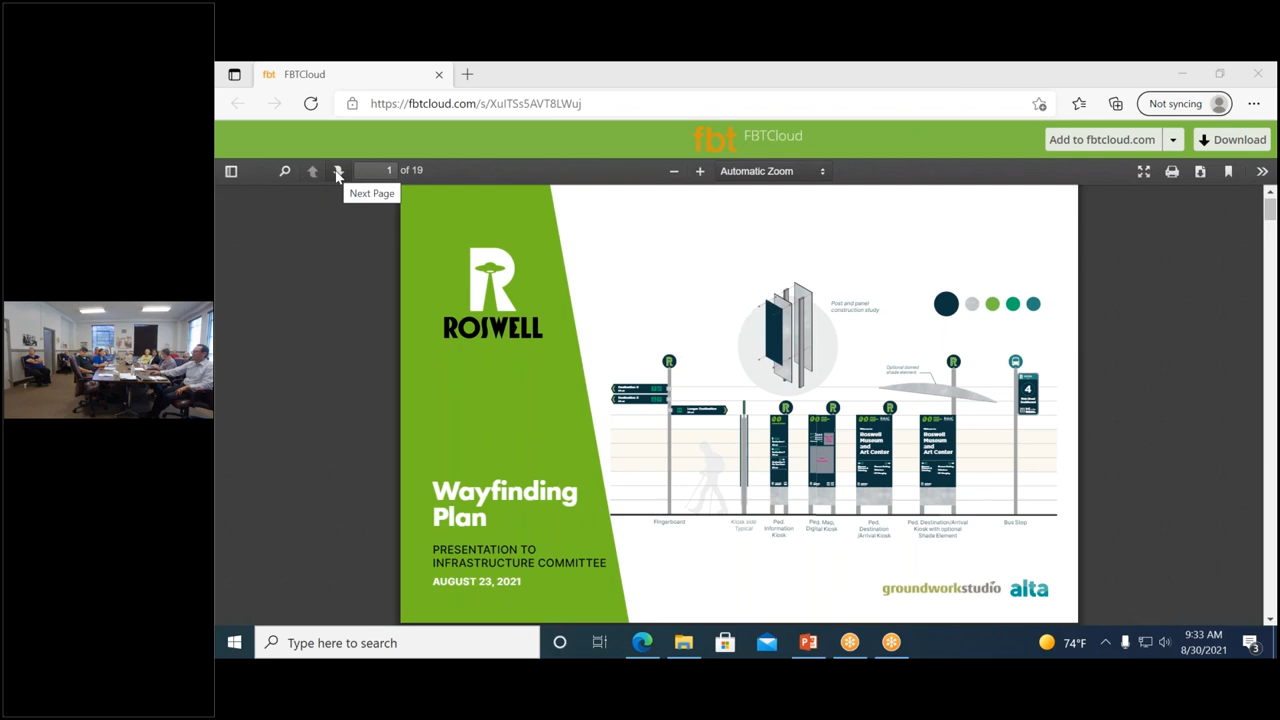 fbt FBTCloud
https://fbtcloud.com/s/XuITSs5AVT8LWuj
Not syncing
fbt FBTCloud
Add to fbtcloud.com
Download
1 of 19
Automatic Zoom
Next Page
R
ROSWELL
Wayfinding
Plan
PRESENTATION TO
INFRASTRUCTURE COMMITTEE
AUGUST 23, 2021
Post and panel
construction study
Optional domed
shade element
R
R
R
R
R
4
Roswell
Museum
and
Art Center
Roswell
Museum
and
Art Center
Fingerboard
Kiosk side
Typical
Ped.
Information
Kiosk
Ped. Map,
Digital Kiosk
Ped.
Destination
/Arrival Kiosk
Ped. Destination/Arrival
Kiosk with optional
Shade Element
Bus Stop
groundworkstudio alta
Type here to search
74°F
9:33 AM
8/30/2021
3